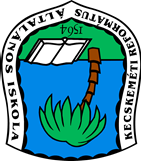 KECSKEMÉTI REFORMÁTUS ÁLTALÁNOS ISKOLA
1564